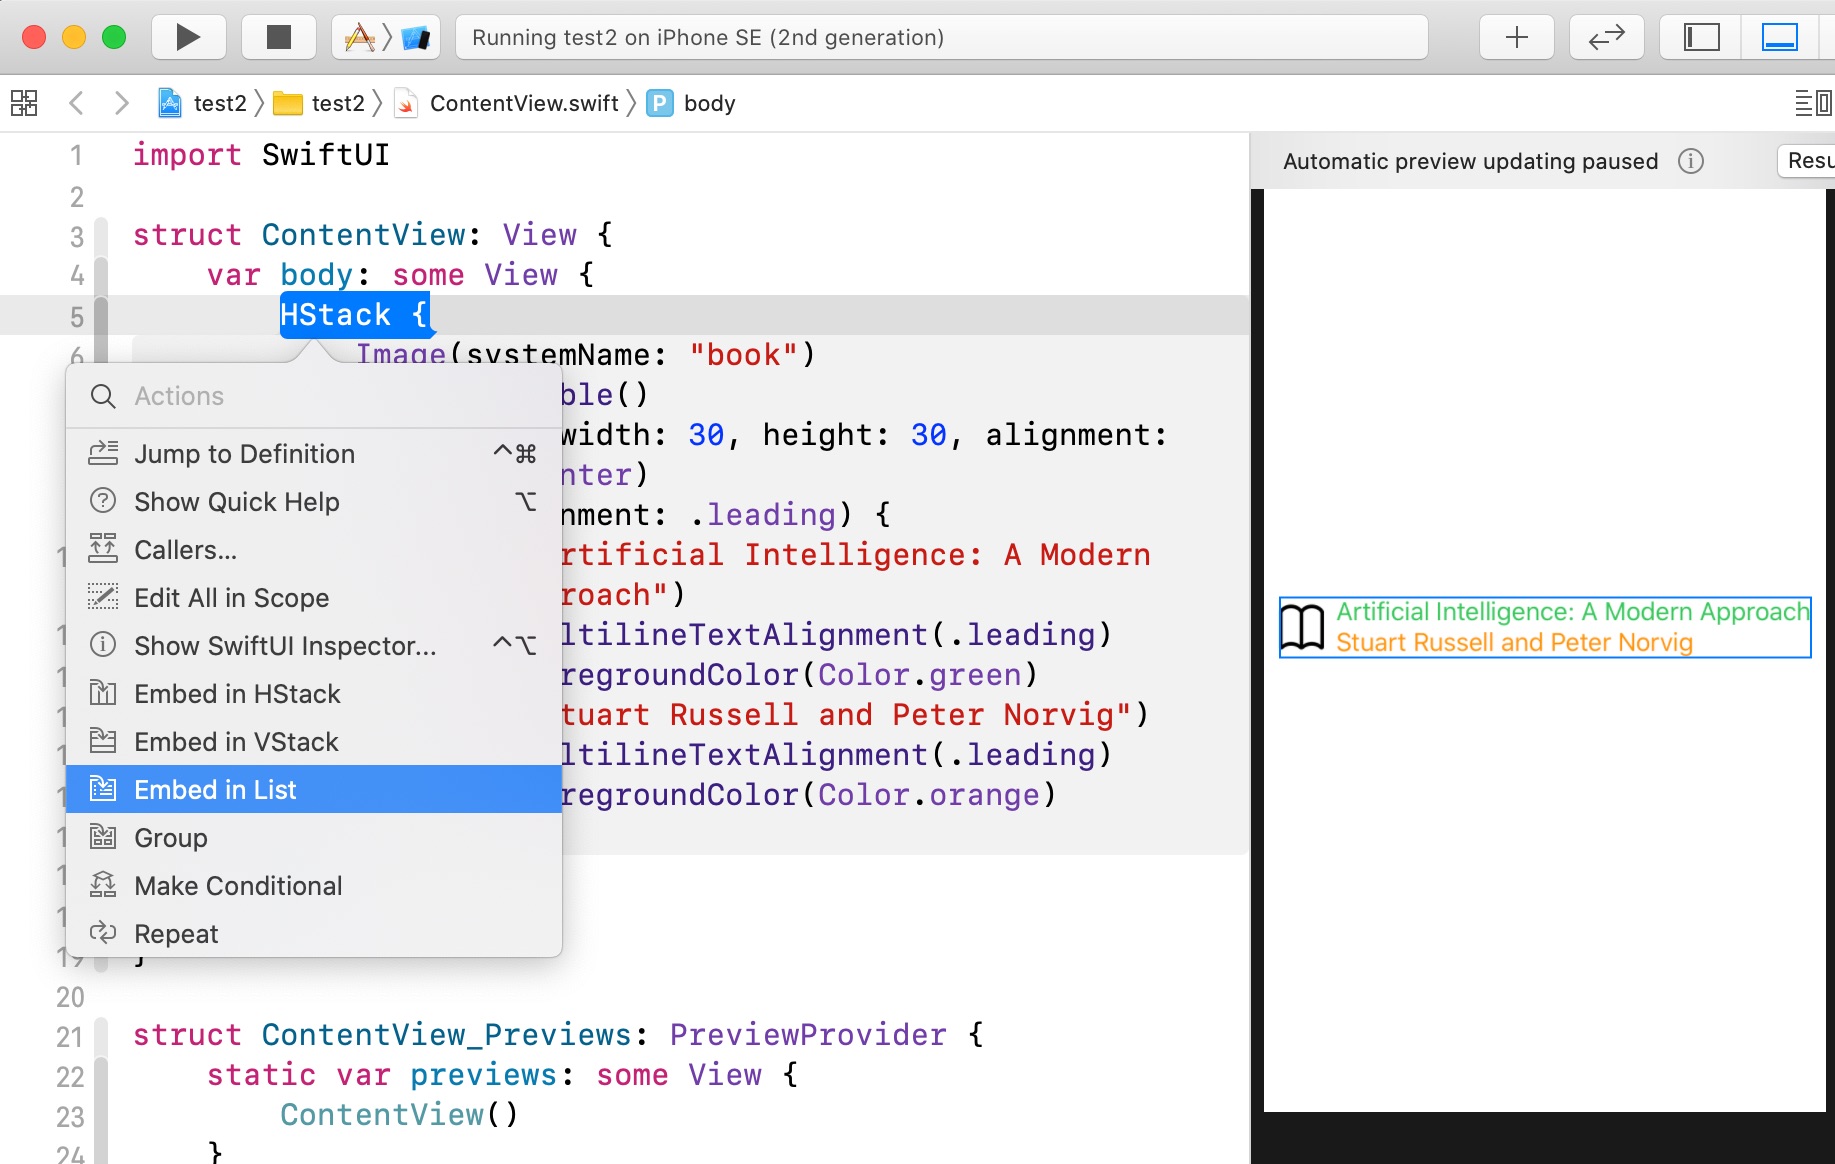 Running test2 on iPhone SE (2nd generation)
test2 test2 ContentView.swift P body
Automatic preview updating paused
1 import SwiftUI
2
3 struct ContentView: View {
4 var body: some View {
5 HStack {
6 Image(systemName: "book")
ble()
width: 30, height: 30, alignment:
nter)
nment: .leading) {
rtificial Intelligence: A Modern
roach")
ltilineTextAlignment(.leading)
regroundColor(Color.green)
tuart Russell and Peter Norvig")
ltilineTextAlignment(.leading)
regroundColor(Color.orange)
19 }
20
21 struct ContentView_Previews: PreviewProvider {
22 static var previews: some View {
23 ContentView()
24 }
Actions
Jump to Definition ^⌘
Show Quick Help ⌥
Callers...
Edit All in Scope
Show SwiftUI Inspector... ^⌥
Embed in HStack
Embed in VStack
Embed in List
Group
Make Conditional
Repeat
Artificial Intelligence: A Modern Approach
Stuart Russell and Peter Norvig